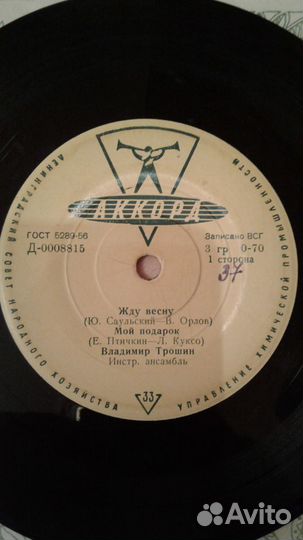 ЛЕНИНГРАДСКИЙ СОВЕТ НАРОДНОГО ХОЗЯЙСТВА
УПРАВЛЕНИЕ ХИМИЧЕСКОЙ ПРОМЫШЛЕННОСТИ
АККОРД
ГОСТ 5289-56
Д-0008815
Записано ВСГ
3 гр 0-70
1 сторона
37
Жду весну
(Ю. Саульский—В. Орлов)
Мой подарок
(Е. Птичкин—Л. Куксо)
Владимир Трошин
Инстр. ансамбль
33
Avito